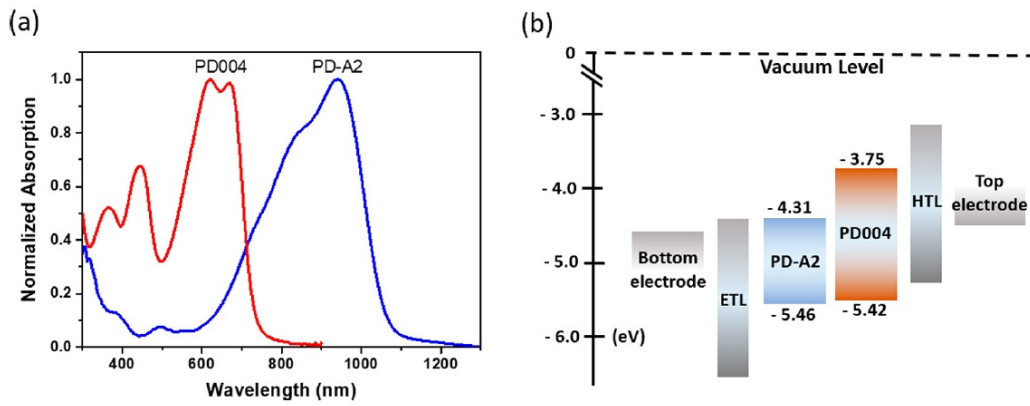 (a)
PD004
PD-A2
1.0
0.8
0.6
0.4
0.2
0.0
Normalized Absorption
400
600
800
1000
1200
Wavelength (nm)
(b)
0
Vacuum Level
- 3.0
- 4.0
- 5.0
- 6.0
(eV)
Bottom
electrode
ETL
- 4.31
PD-A2
- 5.46
- 3.75
PD004
- 5.42
HTL
Top
electrode